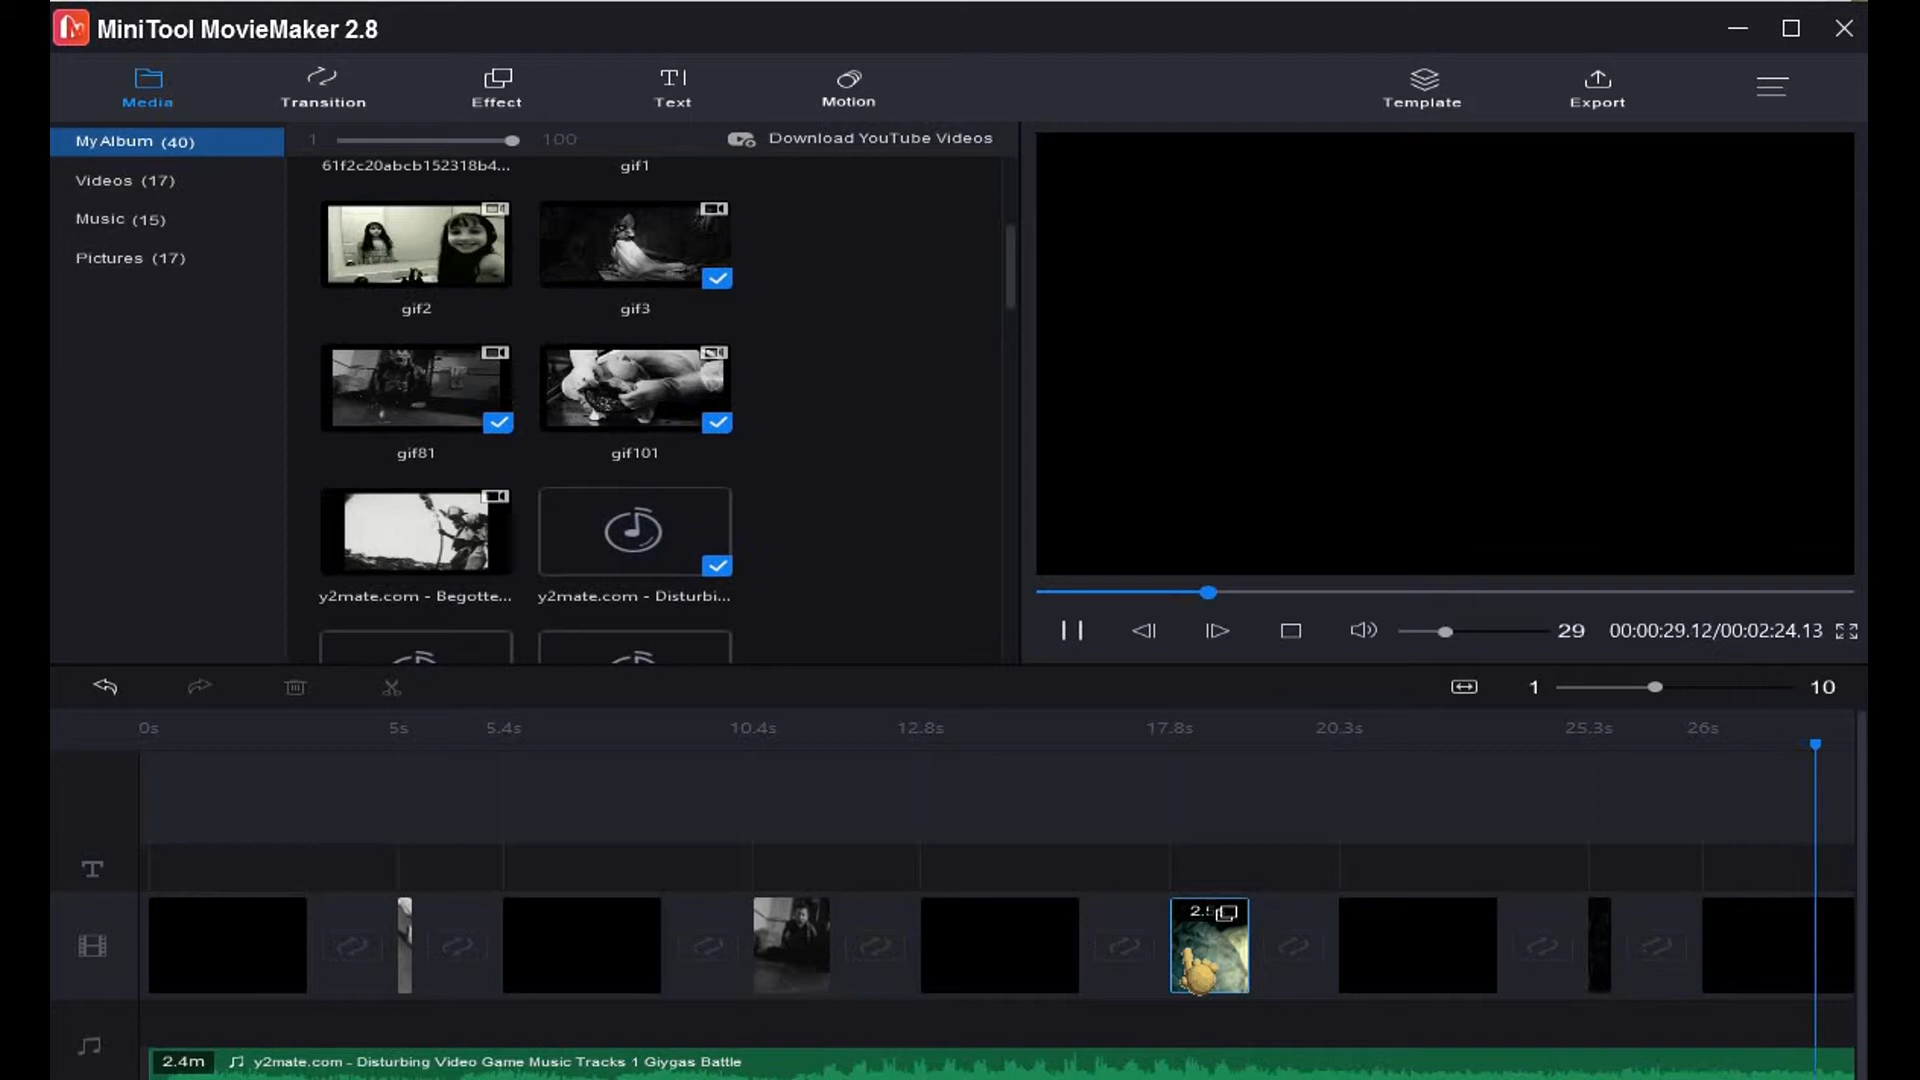 MiniTool MovieMaker 2.8
Media
Transition
Effect
Text
Motion
Template
Export
My Album (40)
1
100
Download YouTube Videos
Videos (17)
Music (15)
Pictures (17)
61f2c20abcb152318b4...
gif1
gif2
gif3
gif81
gif101
y2mate.com - Begotte...
y2mate.com - Disturbi...
29
00:00:29.12/00:02:24.13
1
10
0s
5s
5.4s
10.4s
12.8s
17.8s
20.3s
25.3s
26s
2.4m
y2mate.com - Disturbing Video Game Music Tracks 1 Giygas Battle